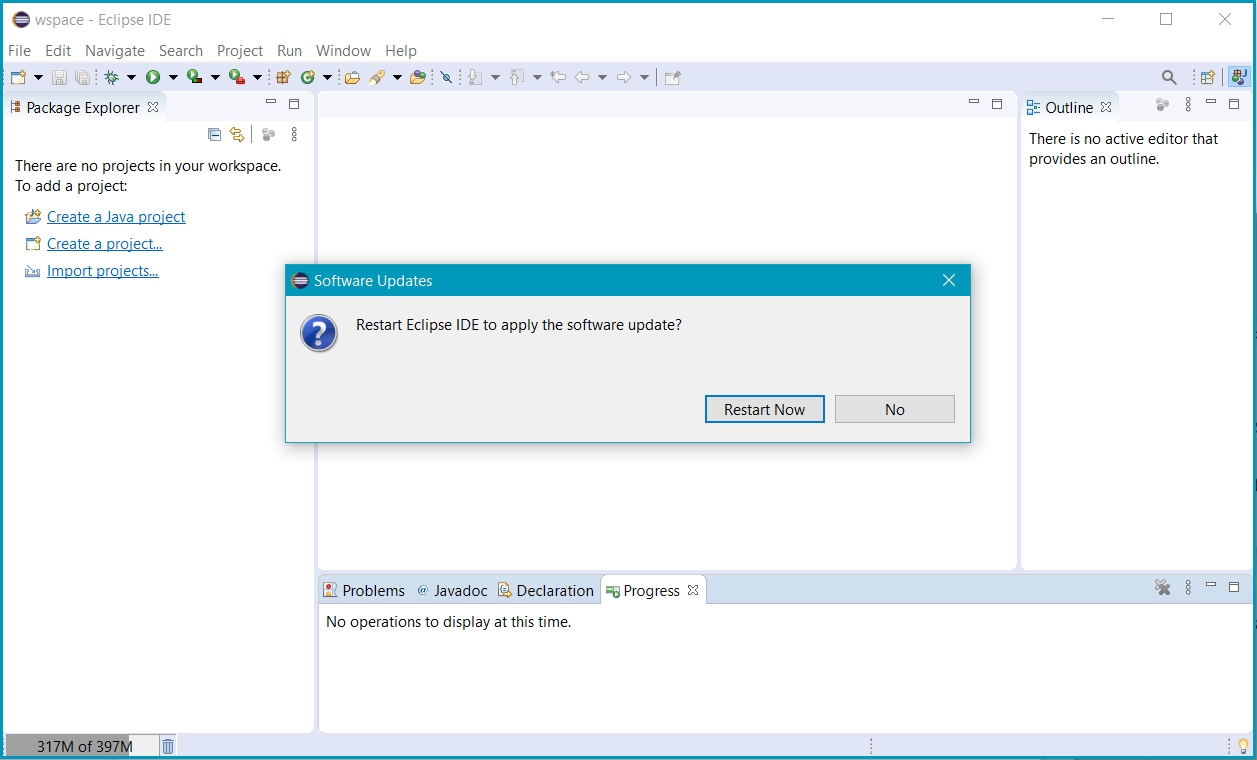 wspace - Eclipse IDE
File Edit Navigate Search Project Run Window Help
Package Explorer
There are no projects in your workspace.
To add a project:
Create a Java project
Create a project...
Import projects...
Outline
There is no active editor that
provides an outline.
Software Updates
Restart Eclipse IDE to apply the software update?
Restart Now No
Problems @ Javadoc Declaration Progress
No operations to display at this time.
317M of 397M